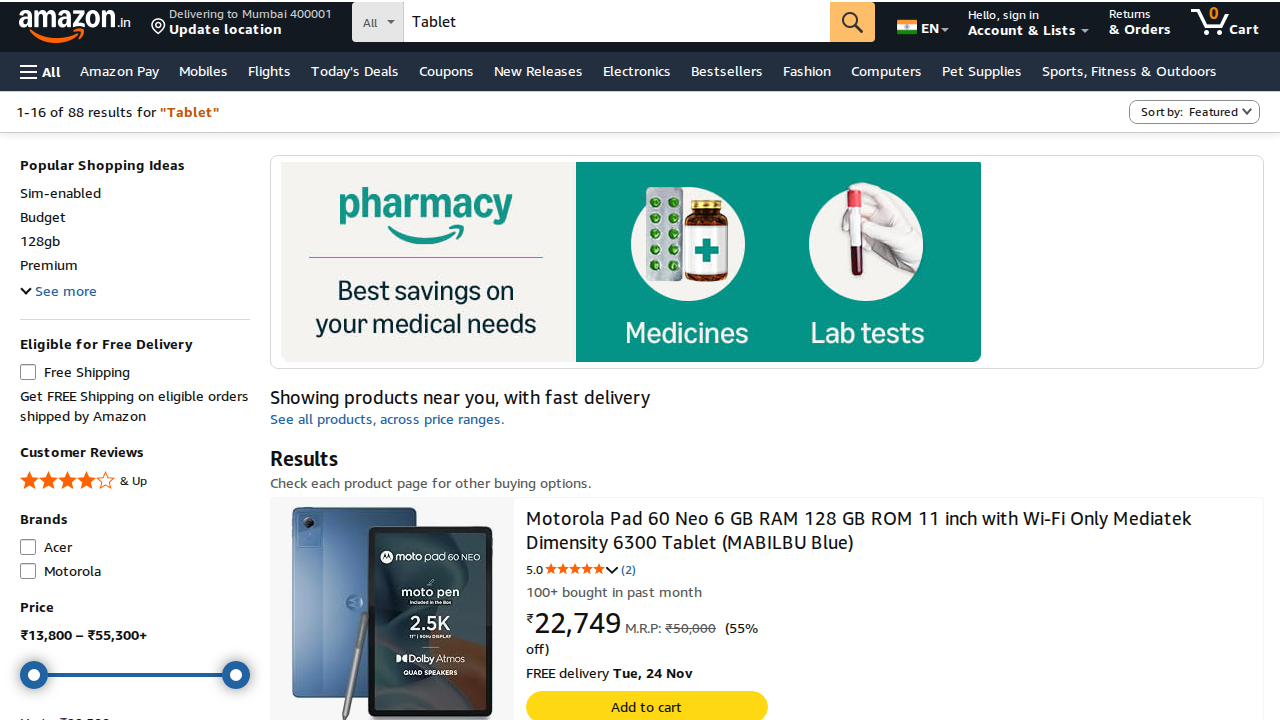 amazon.in
Delivering to Mumbai 400001
Update location
All
Tablet
EN
Hello, sign in
Account & Lists
Returns
& Orders
0
Cart
All
Amazon Pay
Mobiles
Flights
Today's Deals
Coupons
New Releases
Electronics
Bestsellers
Fashion
Computers
Pet Supplies
Sports, Fitness & Outdoors
1-16 of 88 results for "Tablet"
Sort by: Featured
Popular Shopping Ideas
Sim-enabled
Budget
128gb
Premium
See more
Eligible for Free Delivery
Free Shipping
Get FREE Shipping on eligible orders
shipped by Amazon
Customer Reviews
& Up
Brands
Acer
Motorola
Price
₹13,800 – ₹55,300+
pharmacy
Best savings on
your medical needs
Medicines
Lab tests
Showing products near you, with fast delivery
See all products, across price ranges.
Results
Check each product page for other buying options.
moto pad 60 NEO
moto pen
Included in the Box
2.5K
11" | 90Hz DISPLAY
Dolby Atmos
QUAD SPEAKERS
Motorola Pad 60 Neo 6 GB RAM 128 GB ROM 11 inch with Wi-Fi Only Mediatek
Dimensity 6300 Tablet (MABILBU Blue)
5.0 (2)
100+ bought in past month
₹22,749 M.R.P: ₹50,000 (55%
off)
FREE delivery Tue, 24 Nov
Add to cart